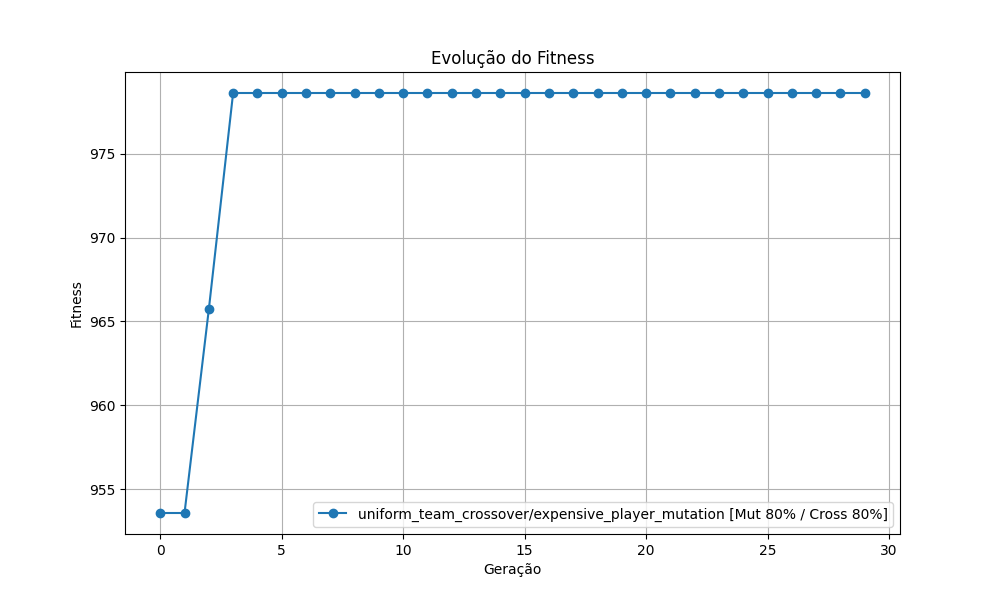 Evolução do Fitness
Fitness
975
970
965
960
955
uniform_team_crossover/expensive_player_mutation [Mut 80% / Cross 80%]
0 5 10 15 20 25 30
Geração